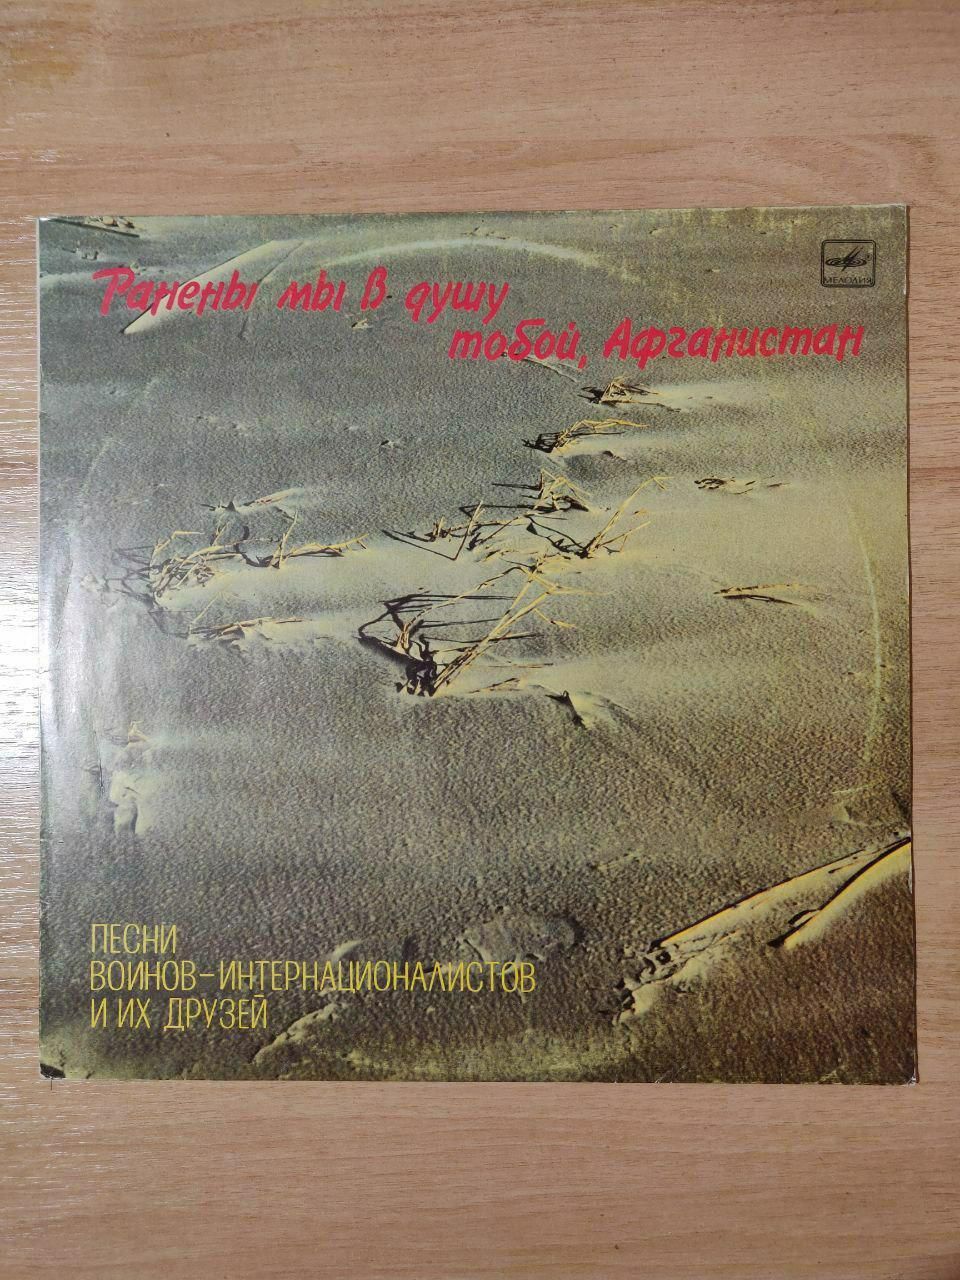 Ранены мы в душу
тобой, Афганистан
МЕЛОДИЯ
ПЕСНИ
ВОИНОВ-ИНТЕРНАЦИОНАЛИСТОВ
И ИХ ДРУЗЕЙ